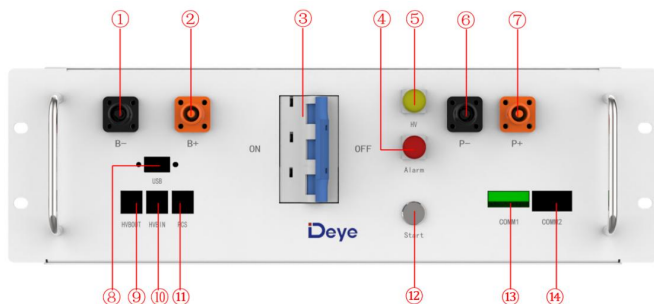 ① ② ③ ④ ⑤ ⑥ ⑦
B- B+ ON OFF HV P- P+
Alarm
USB
HVBOUT HVBIN PCS
Deye
Start
COMM1 COMM2
⑧ ⑨ ⑩ ⑪ ⑫ ⑬ ⑭